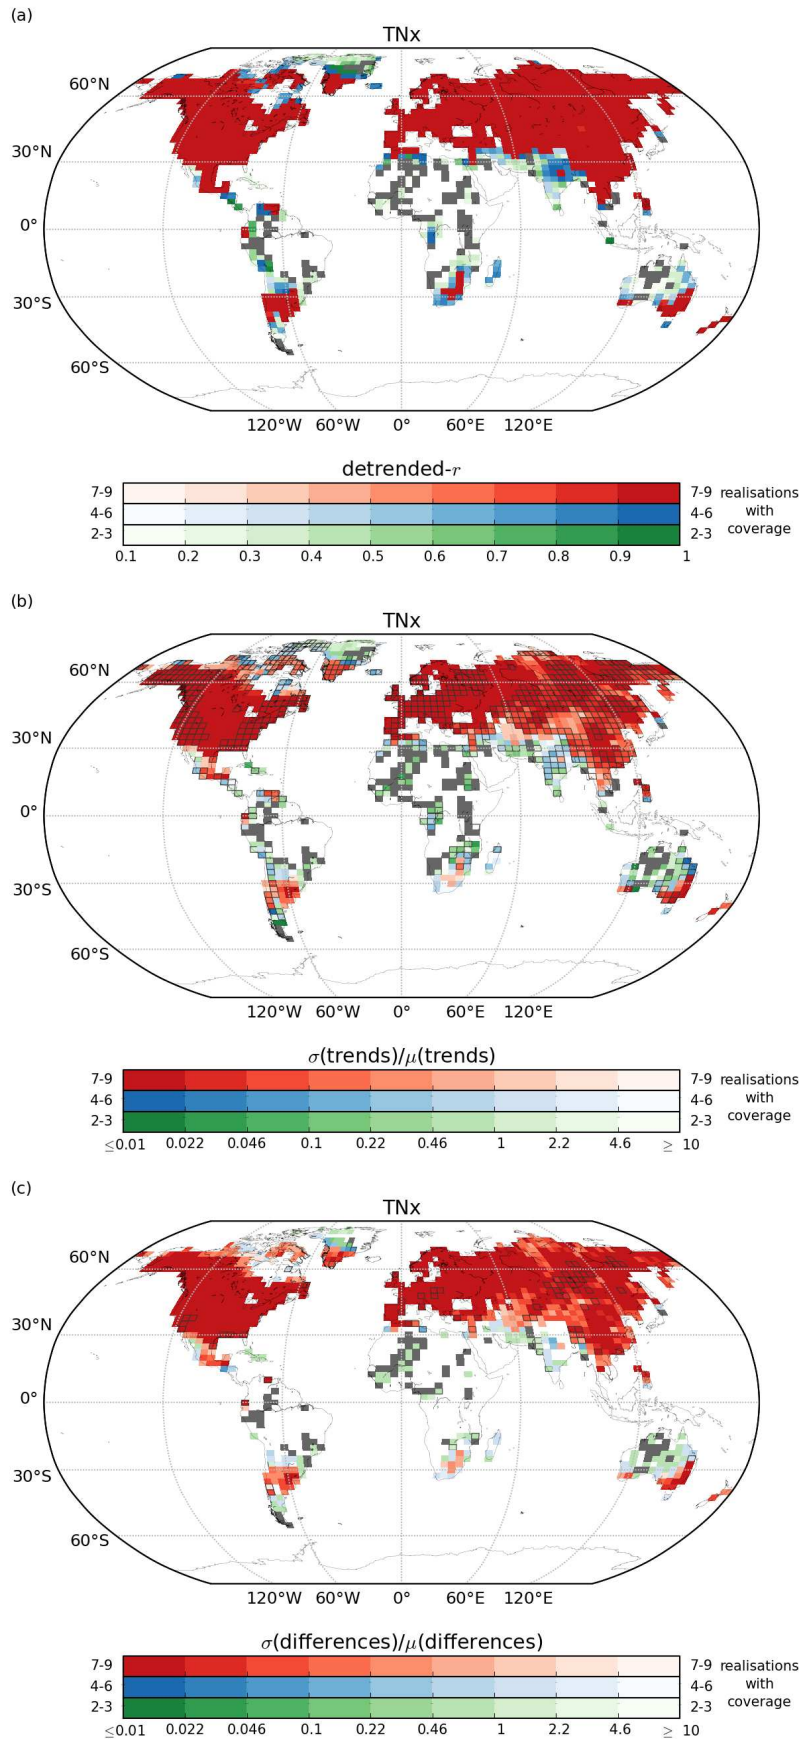 (a)
TNx
60°N
30°N
0°
30°S
60°S
120°W 60°W 0° 60°E 120°E
detrended-r
7-9 7-9 realisations
4-6 4-6 with
2-3 2-3 coverage
0.1 0.2 0.3 0.4 0.5 0.6 0.7 0.8 0.9 1
(b)
TNx
60°N
30°N
0°
30°S
60°S
120°W 60°W 0° 60°E 120°E
σ(trends)/μ(trends)
7-9 7-9 realisations
4-6 4-6 with
2-3 2-3 coverage
≤0.01 0.022 0.046 0.1 0.22 0.46 1 2.2 4.6 ≥ 10
(c)
TNx
60°N
30°N
0°
30°S
60°S
120°W 60°W 0° 60°E 120°E
σ(differences)/μ(differences)
7-9 7-9 realisations
4-6 4-6 with
2-3 2-3 coverage
≤0.01 0.022 0.046 0.1 0.22 0.46 1 2.2 4.6 ≥ 10